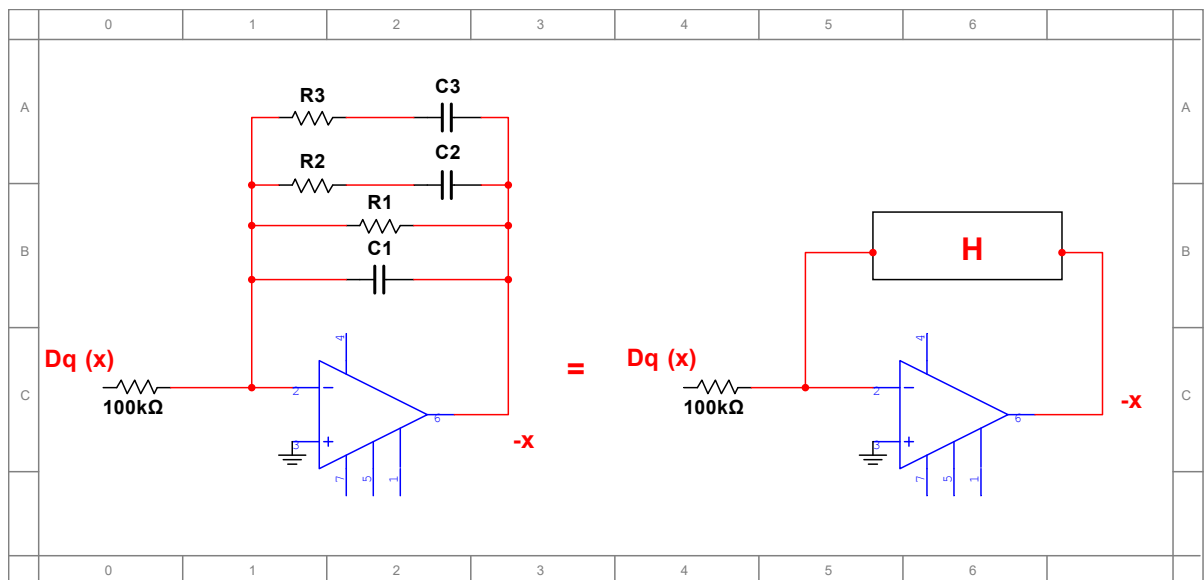 0 1 2 3 4 5 6
A A
R3 C3
R2 C2
R1
B B
C1
H
4 4
Dq (x) = Dq (x)
C C
2 2
100kΩ 100kΩ
6 6
-x -x
3 3
7 5 1 7 5 1
0 1 2 3 4 5 6